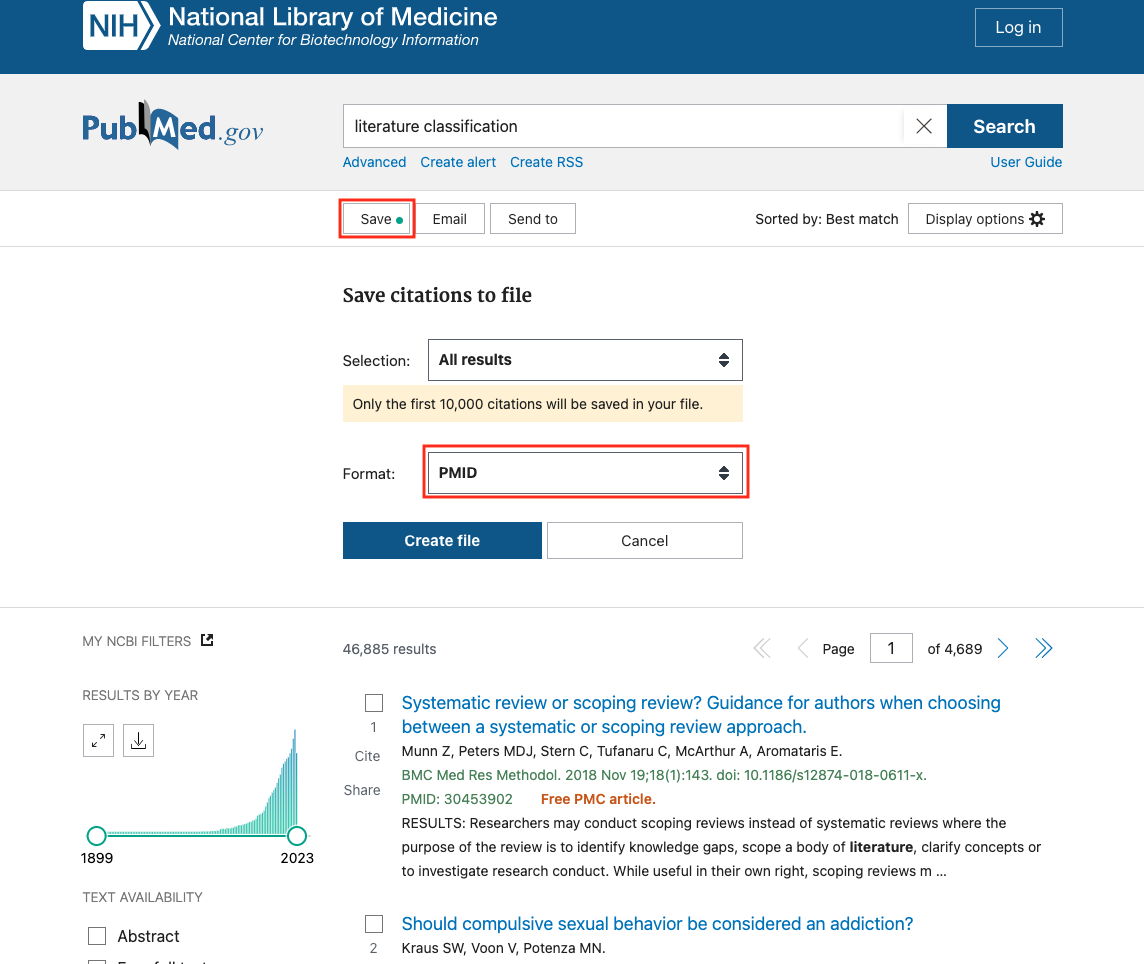 NIH National Library of Medicine
National Center for Biotechnology Information
Log in
PubMed.gov
literature classification
Search
Advanced Create alert Create RSS
User Guide
Save Email Send to
Sorted by: Best match Display options
Save citations to file
Selection: All results
Only the first 10,000 citations will be saved in your file.
Format: PMID
Create file Cancel
MY NCBI FILTERS
46,885 results
Page 1 of 4,689
RESULTS BY YEAR
1899 2023
TEXT AVAILABILITY
Abstract
1
Cite
Share
Systematic review or scoping review? Guidance for authors when choosing
between a systematic or scoping review approach.
Munn Z, Peters MDJ, Stern C, Tufanaru C, McArthur A, Aromataris E.
BMC Med Res Methodol. 2018 Nov 19;18(1):143. doi: 10.1186/s12874-018-0611-x.
PMID: 30453902 Free PMC article.
RESULTS: Researchers may conduct scoping reviews instead of systematic reviews where the
purpose of the review is to identify knowledge gaps, scope a body of literature, clarify concepts or
to investigate research conduct. While useful in their own right, scoping reviews m ...
2
Should compulsive sexual behavior be considered an addiction?
Kraus SW, Voon V, Potenza MN.